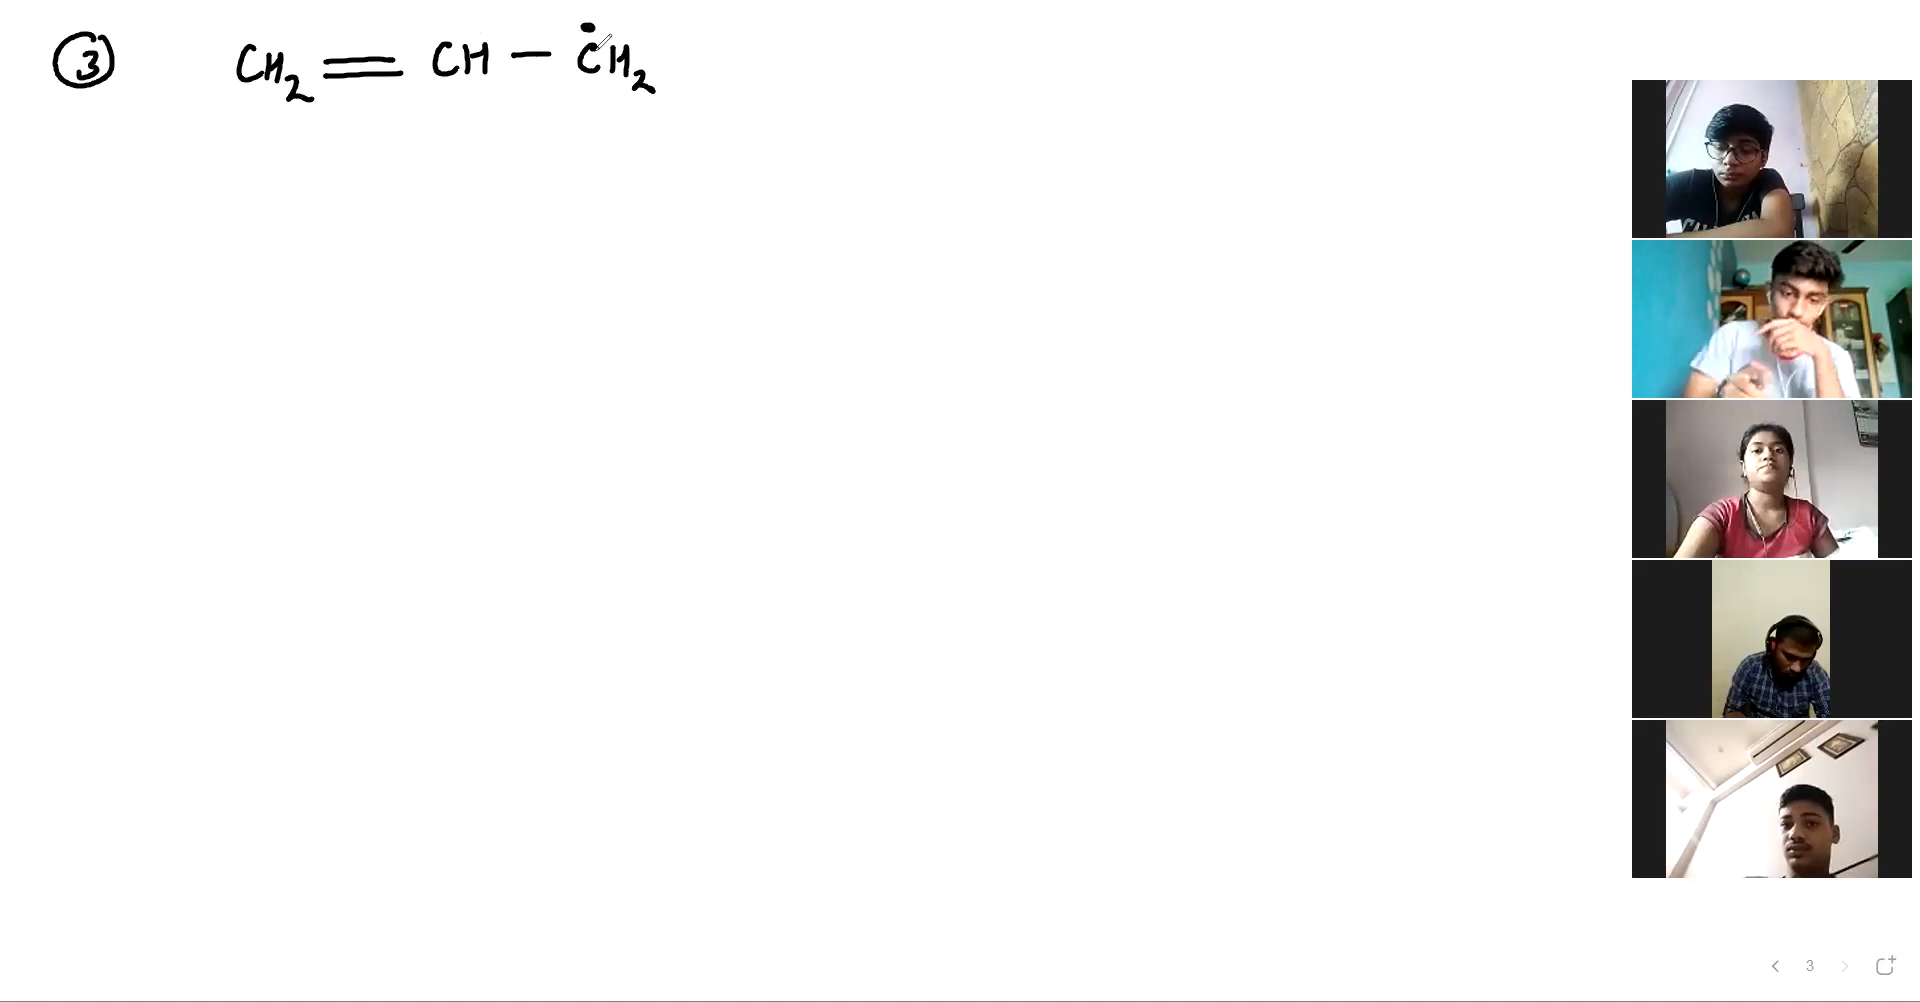 ③ CH₂ = CH - ĊH₂
3